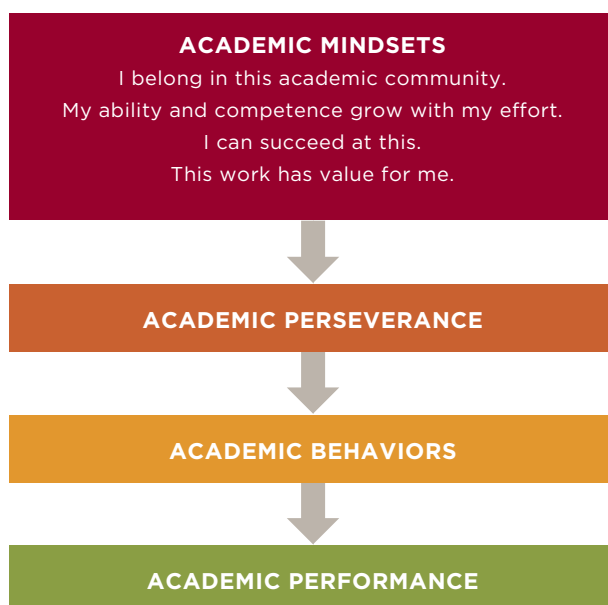 ACADEMIC MINDSETS
I belong in this academic community.
My ability and competence grow with my effort.
I can succeed at this.
This work has value for me.
ACADEMIC PERSEVERANCE
ACADEMIC BEHAVIORS
ACADEMIC PERFORMANCE